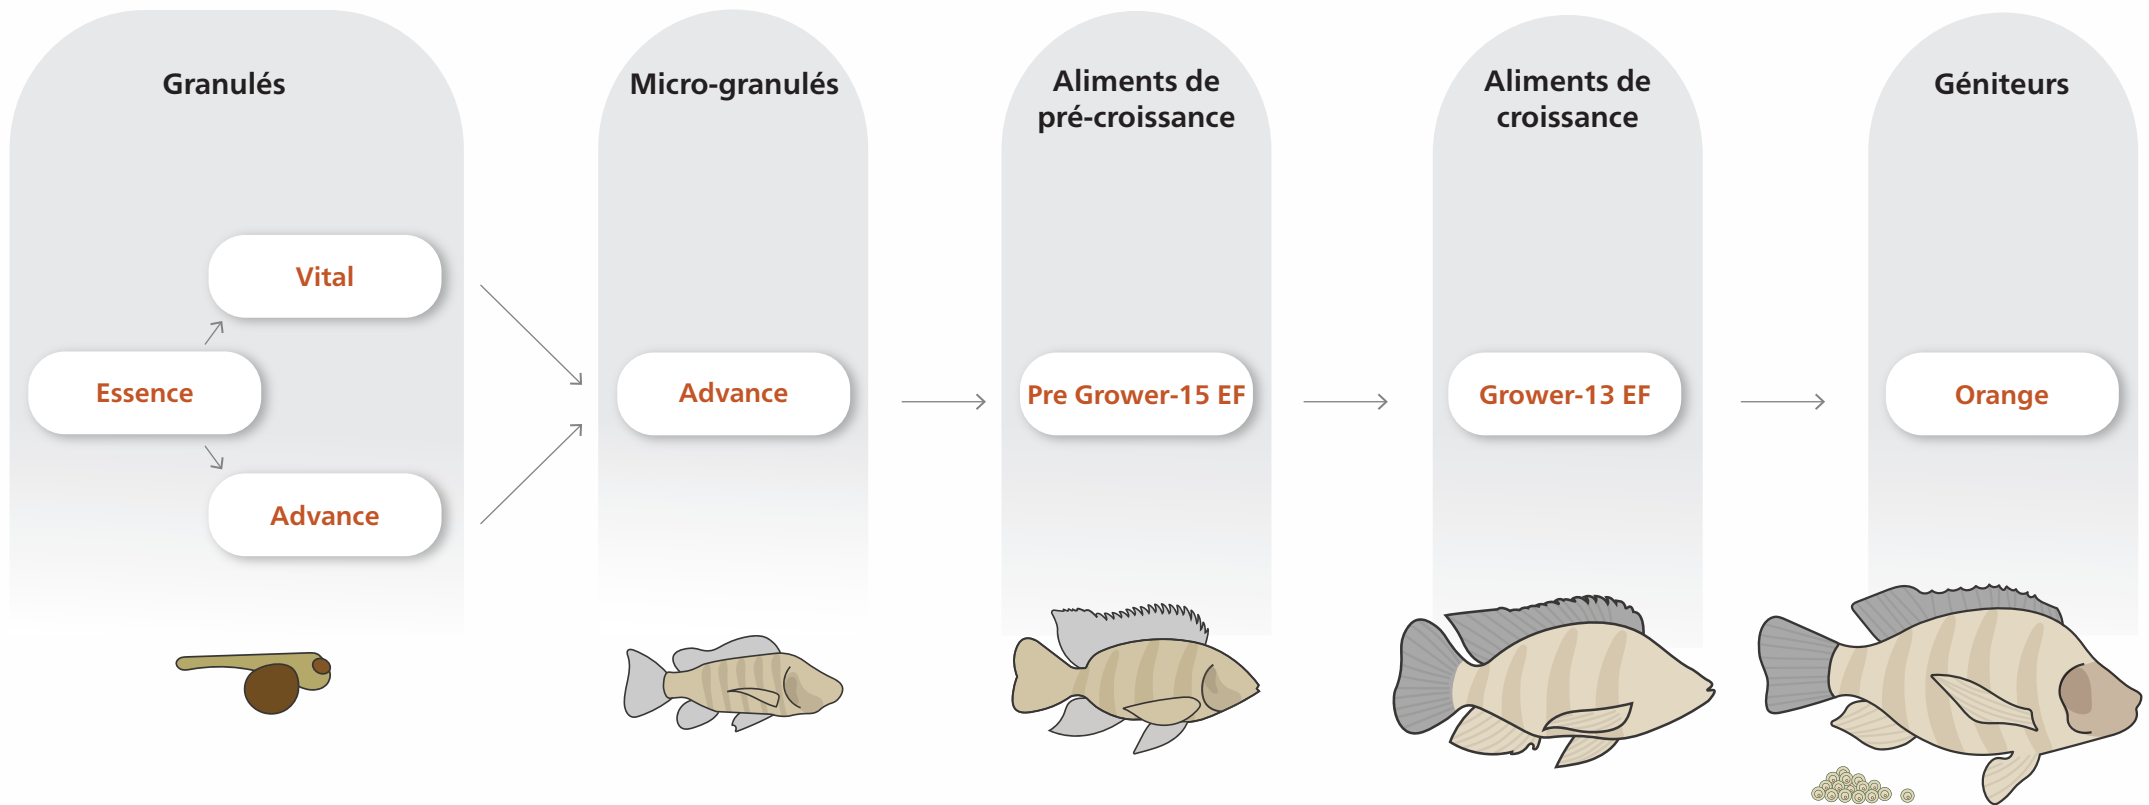 Granulés
Vital
Essence
Advance
Micro-granulés
Advance
Aliments de
pré-croissance
Pre Grower-15 EF
Aliments de
croissance
Grower-13 EF
Géniteurs
Orange